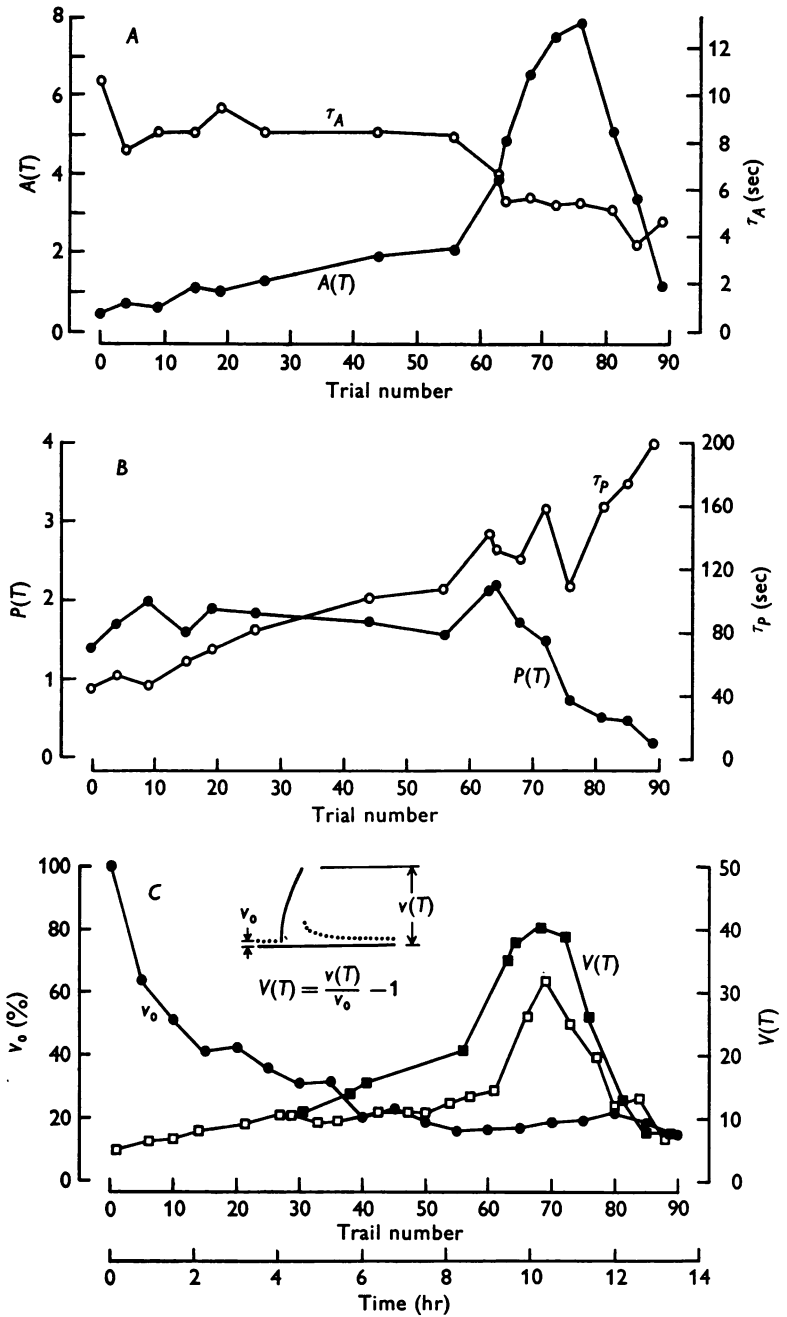 A
8
6
4
2
0
A(T)
12
10
8
6
4
2
0
τA (sec)
τA
A(T)
0 10 20 30 40 50 60 70 80 90
Trial number
B
4
3
2
1
0
P(T)
200
160
120
80
40
0
τP (sec)
τP
P(T)
0 10 20 30 40 50 60 70 80 90
Trial number
C
100
80
60
40
20
0
v0 (%)
50
40
30
20
10
0
V(T)
v0
v(T)
V(T) = v(T)/v0 − 1
V(T)
v0
0 10 20 30 40 50 60 70 80 90
Trail number
0 2 4 6 8 10 12 14
Time (hr)